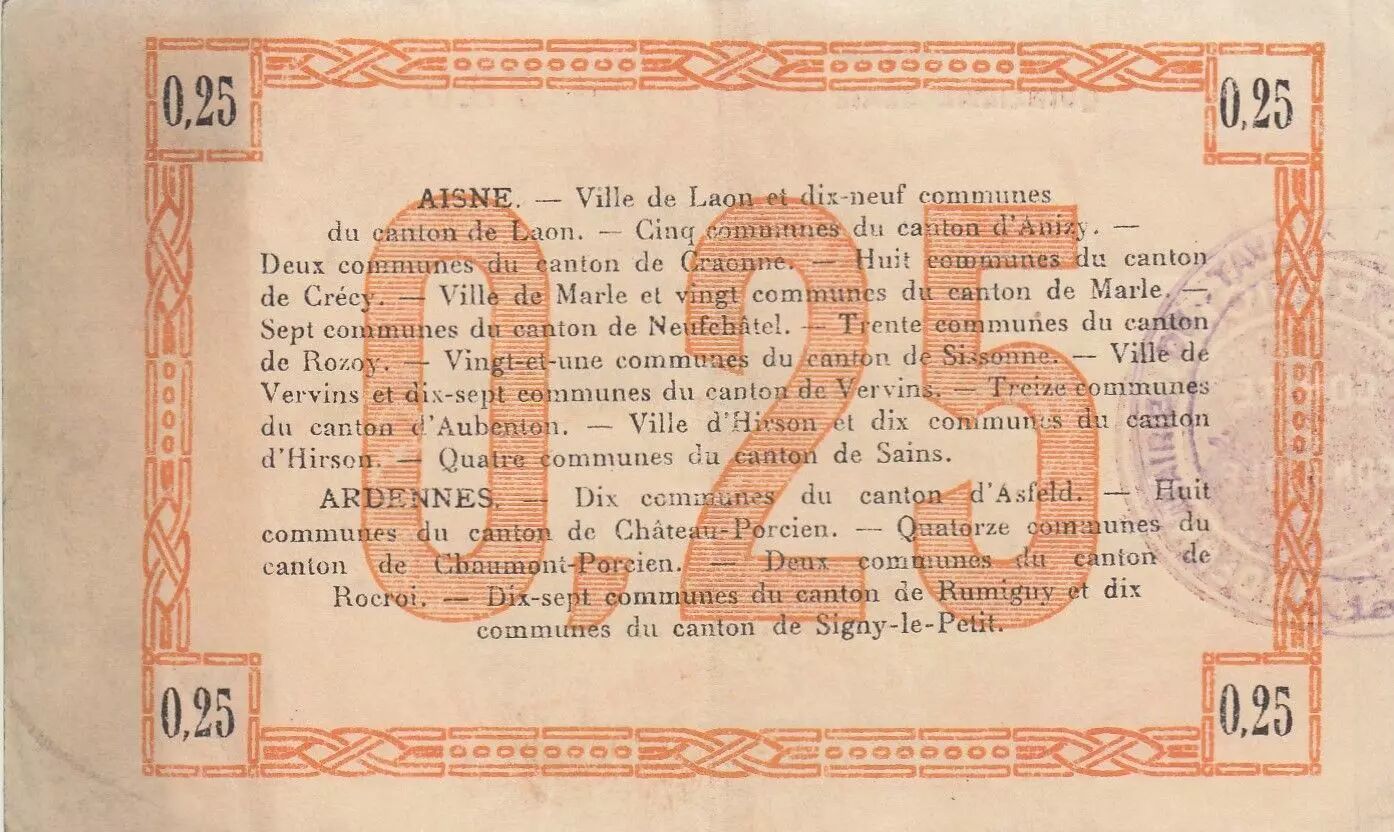 0,25
0,25
AISNE. — Ville de Laon et dix-neuf communes
du canton de Laon. — Cinq communes du canton d'Anizy. —
Deux communes du canton de Craonne. — Huit communes du canton
de Crécy. — Ville de Marle et vingt communes du canton de Marle. —
Sept communes du canton de Neufchâtel. — Trente communes du canton
de Rozoy. — Vingt-et-une communes du canton de Sissonne. — Ville de
Vervins et dix-sept communes du canton de Vervins. — Treize communes
du canton d'Aubenton. — Ville d'Hirson et dix communes du canton
d'Hirson. — Quatre communes du canton de Sains.
ARDENNES. — Dix communes du canton d'Asfeld. — Huit
communes du canton de Château-Porcien. — Quatorze communes du
canton de Chaumont-Porcien. — Deux communes du canton de
Rocroi. — Dix-sept communes du canton de Rumigny et dix
communes du canton de Signy-le-Petit.
0,25
0,25
0,25